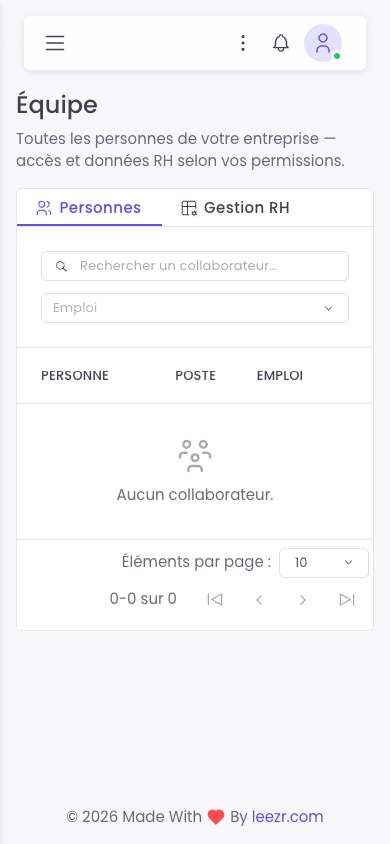 Équipe
Toutes les personnes de votre entreprise —
accès et données RH selon vos permissions.
Personnes
Gestion RH
Rechercher un collaborateur...
Emploi
PERSONNE POSTE EMPLOI
Aucun collaborateur.
Éléments par page : 10
0-0 sur 0
© 2026 Made With By leezr.com